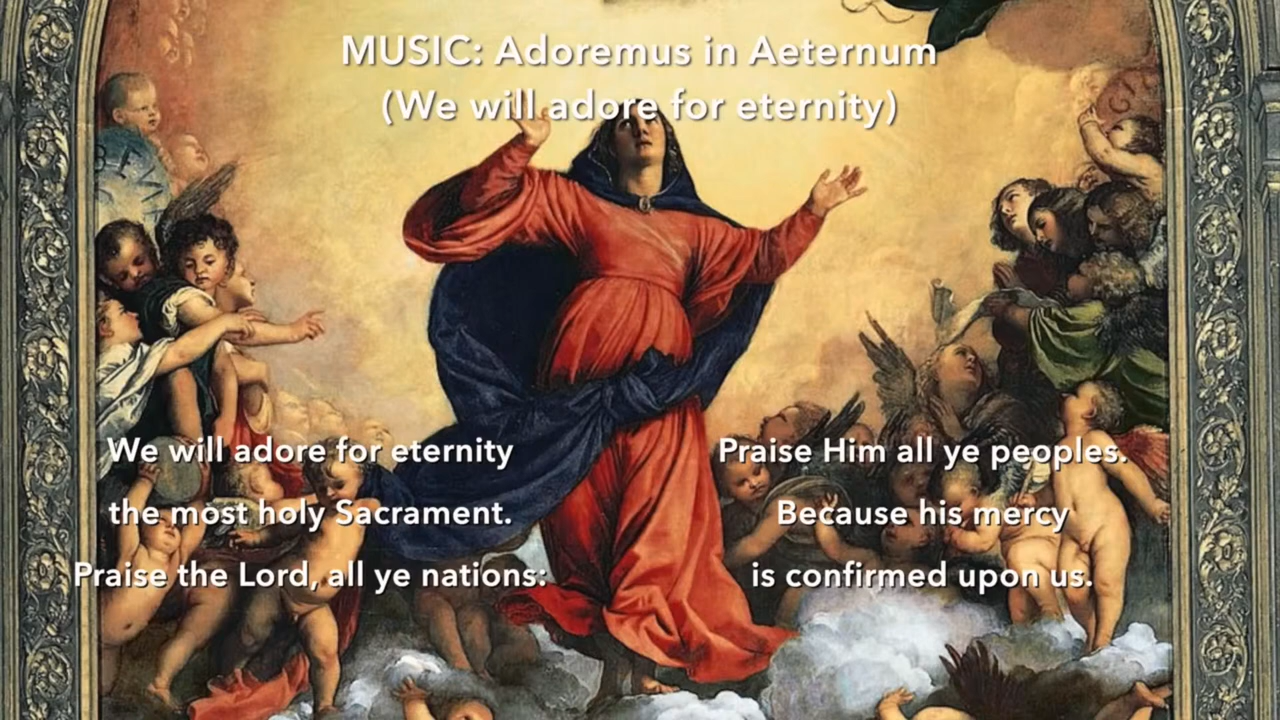 MUSIC: Adoremus in Aeternum
(We will adore for eternity)
We will adore for eternity
the most holy Sacrament.
Praise the Lord, all ye nations:
Praise Him all ye peoples.
Because his mercy
is confirmed upon us.